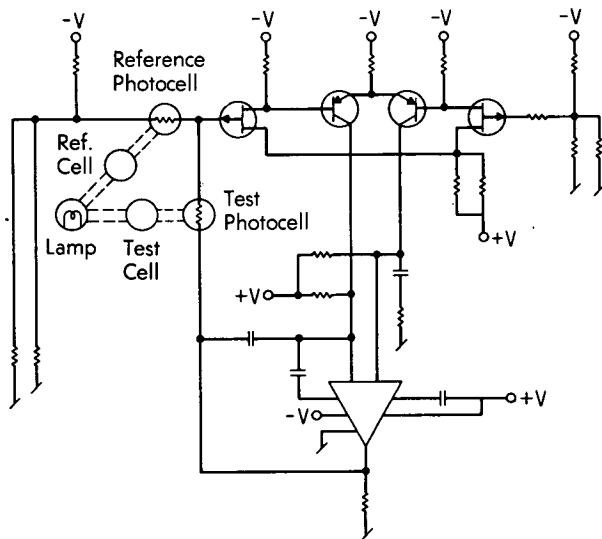 -V
-V
-V
-V
-V
Reference
Photocell
Ref.
Cell
Test
Photocell
Lamp
Test
Cell
+V
+V
-V
+V